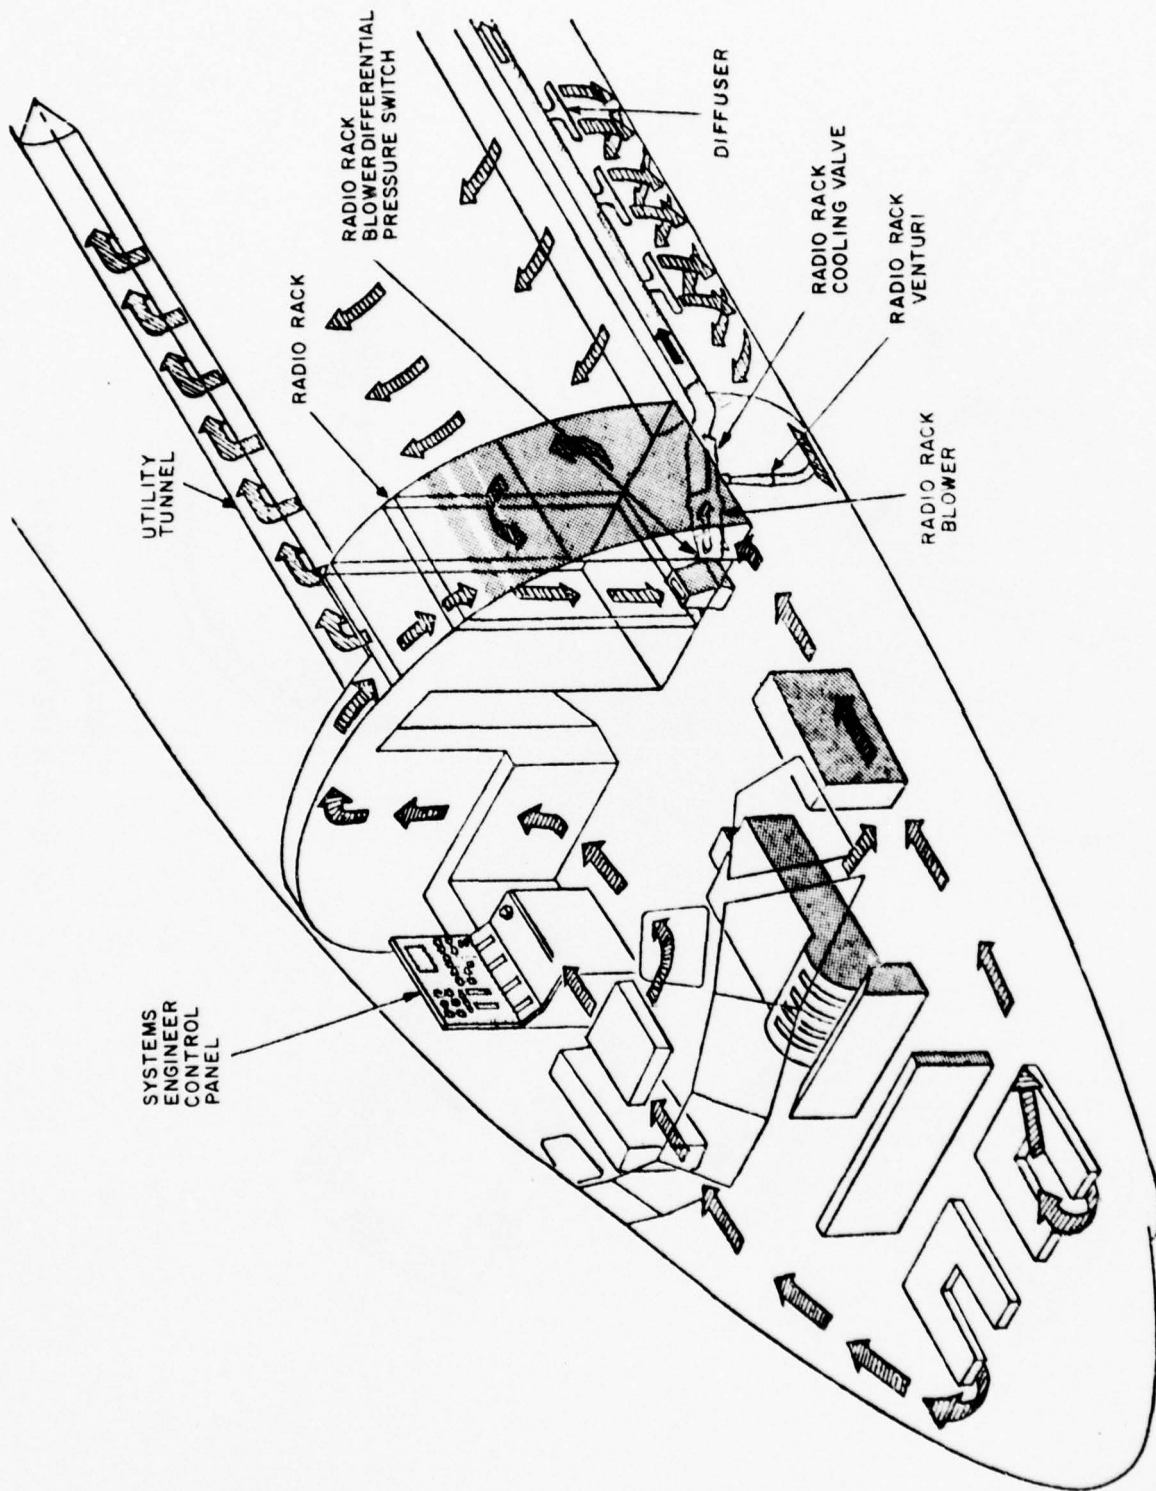 UTILITY
TUNNEL
RADIO RACK
RADIO RACK
BLOWER DIFFERENTIAL
PRESSURE SWITCH
SYSTEMS
ENGINEER
CONTROL
PANEL
DIFFUSER
RADIO RACK
COOLING VALVE
RADIO RACK
VENTURI
RADIO RACK
BLOWER